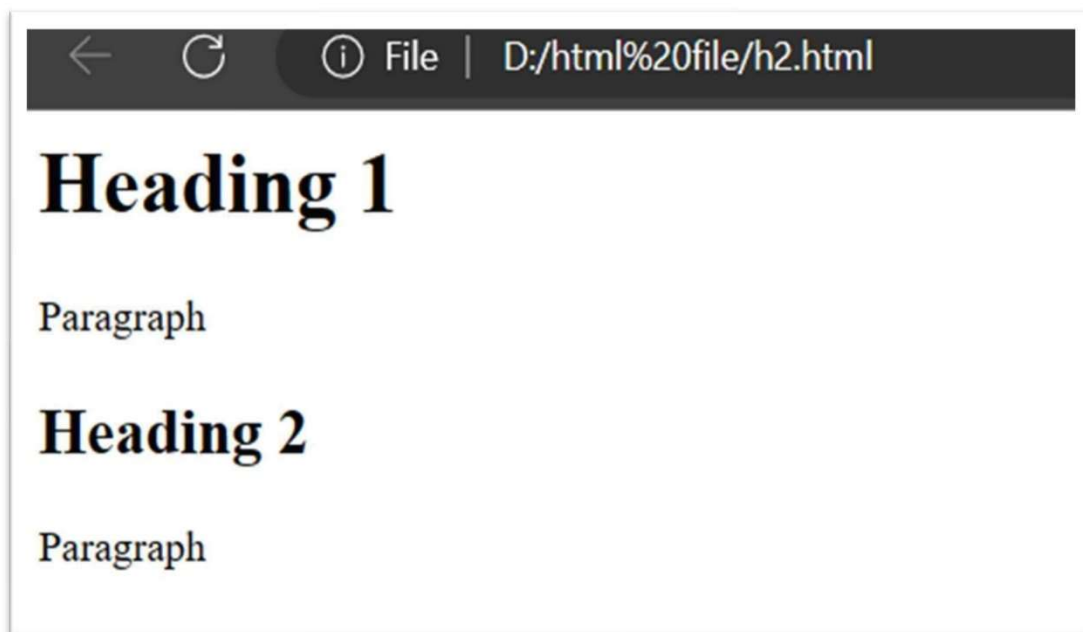 File | D:/html%20file/h2.html
Heading 1
Paragraph
Heading 2
Paragraph